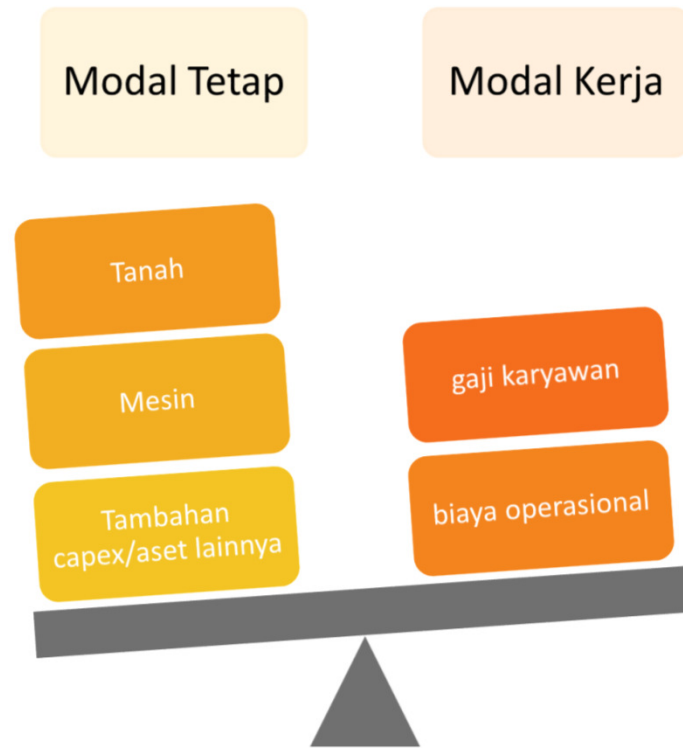 Modal Tetap
Modal Kerja
Tanah
Mesin
Tambahan
capex/aset lainnya
gaji karyawan
biaya operasional